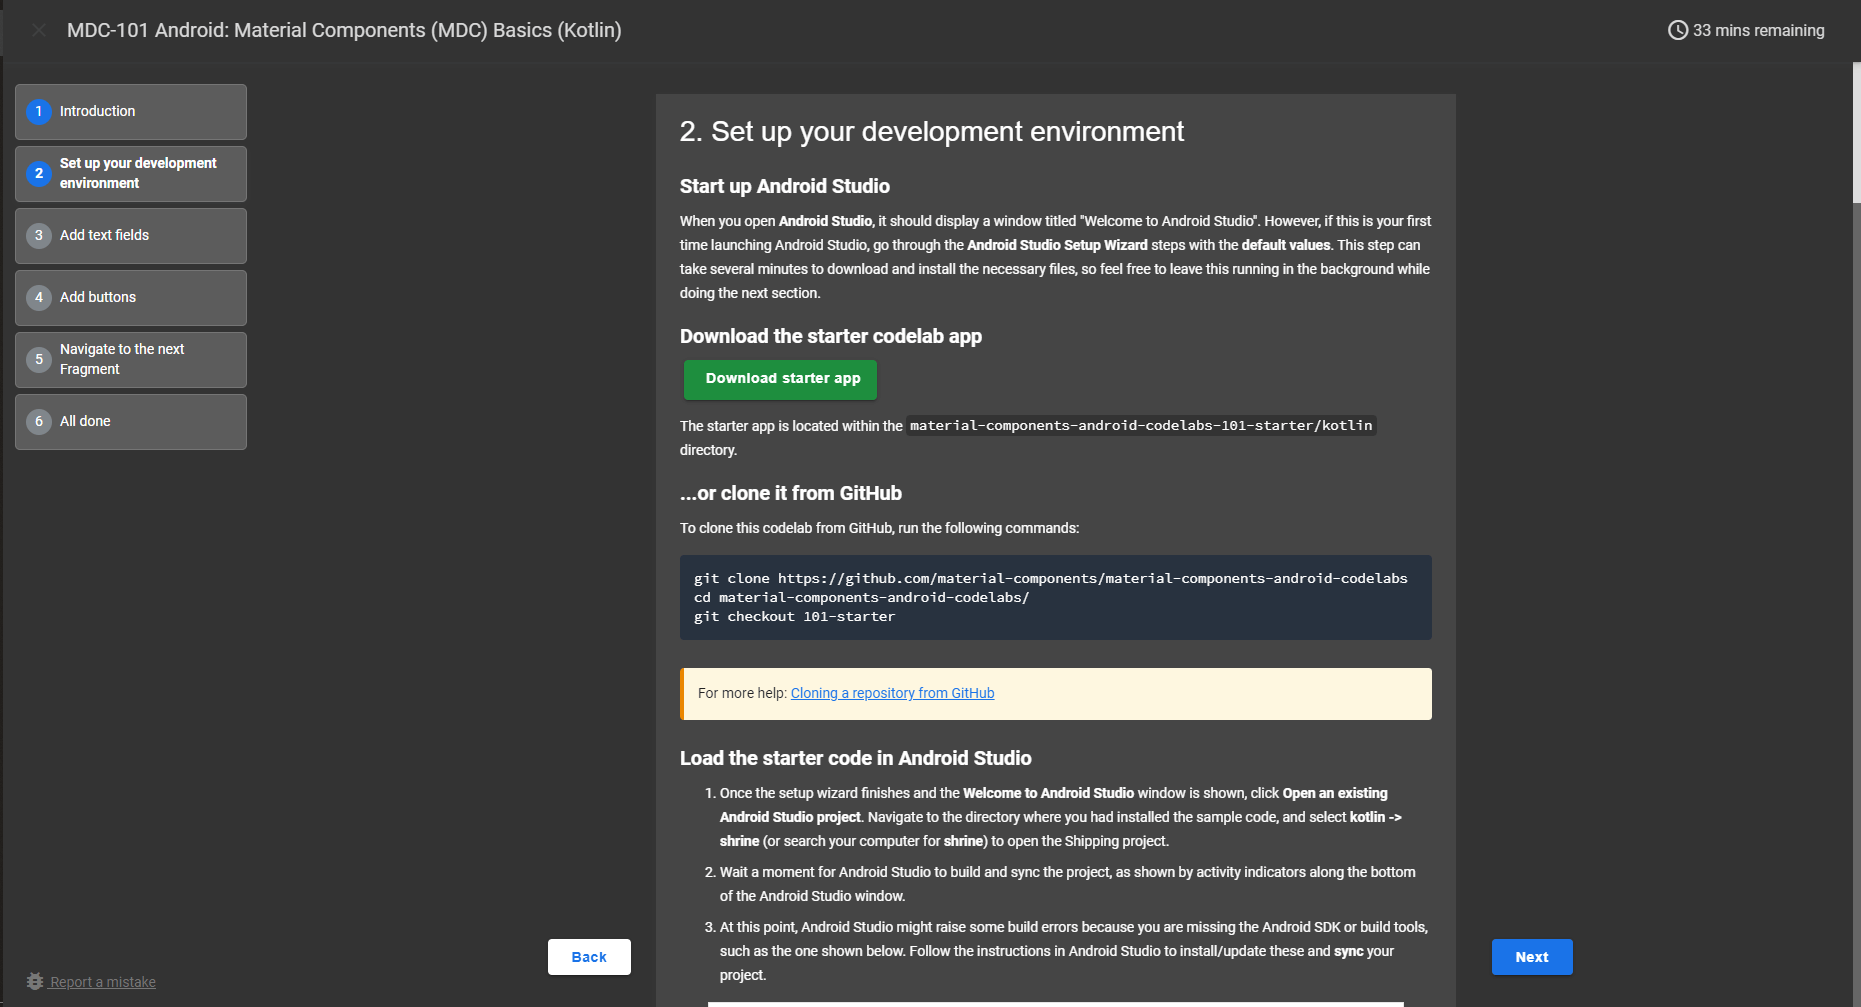 MDC-101 Android: Material Components (MDC) Basics (Kotlin)
33 mins remaining
1 Introduction
2 Set up your development
environment
3 Add text fields
4 Add buttons
5 Navigate to the next
Fragment
6 All done
2. Set up your development environment
Start up Android Studio
When you open Android Studio, it should display a window titled "Welcome to Android Studio". However, if this is your first
time launching Android Studio, go through the Android Studio Setup Wizard steps with the default values. This step can
take several minutes to download and install the necessary files, so feel free to leave this running in the background while
doing the next section.
Download the starter codelab app
Download starter app
The starter app is located within the material-components-android-codelabs-101-starter/kotlin
directory.
...or clone it from GitHub
To clone this codelab from GitHub, run the following commands:
git clone https://github.com/material-components/material-components-android-codelabs
cd material-components-android-codelabs/
git checkout 101-starter
For more help: Cloning a repository from GitHub
Load the starter code in Android Studio
1. Once the setup wizard finishes and the Welcome to Android Studio window is shown, click Open an existing
Android Studio project. Navigate to the directory where you had installed the sample code, and select kotlin ->
shrine (or search your computer for shrine) to open the Shipping project.
2. Wait a moment for Android Studio to build and sync the project, as shown by activity indicators along the bottom
of the Android Studio window.
3. At this point, Android Studio might raise some build errors because you are missing the Android SDK or build tools,
such as the one shown below. Follow the instructions in Android Studio to install/update these and sync your
project.
Back
Next
Report a mistake